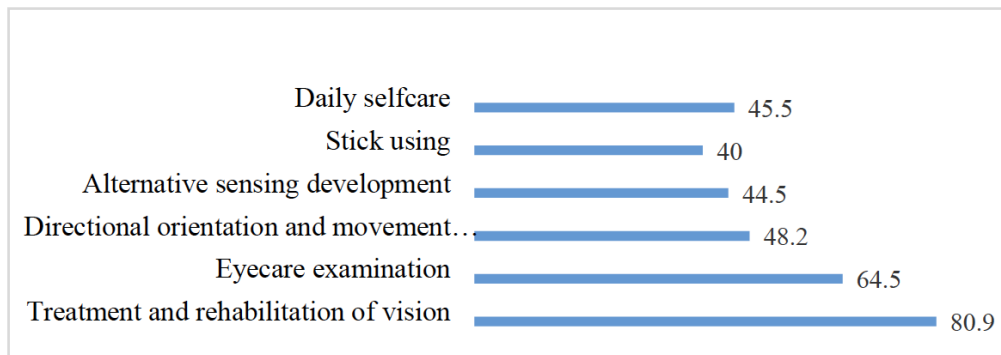 Daily selfcare 45.5
Stick using 40
Alternative sensing development 44.5
Directional orientation and movement… 48.2
Eyecare examination 64.5
Treatment and rehabilitation of vision 80.9